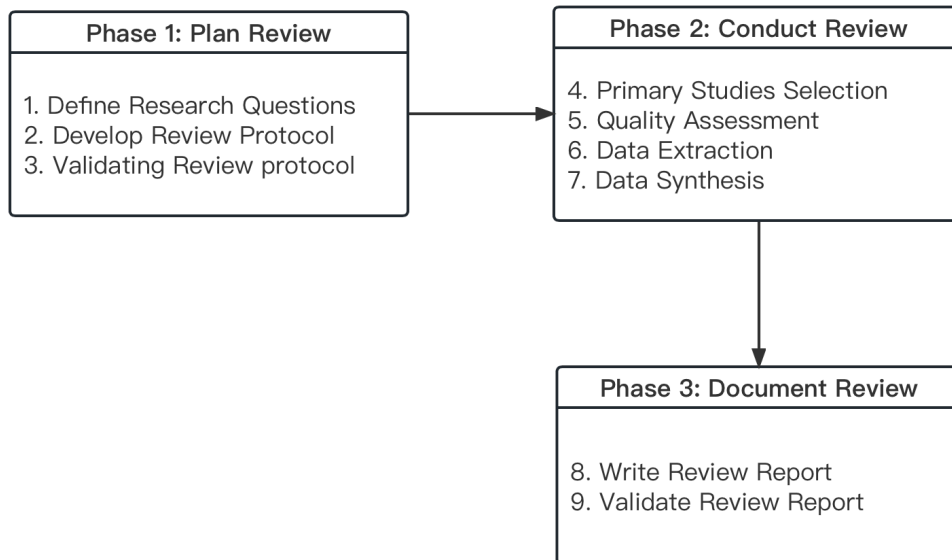 Phase 1: Plan Review
1. Define Research Questions
2. Develop Review Protocol
3. Validating Review protocol
Phase 2: Conduct Review
4. Primary Studies Selection
5. Quality Assessment
6. Data Extraction
7. Data Synthesis
Phase 3: Document Review
8. Write Review Report
9. Validate Review Report